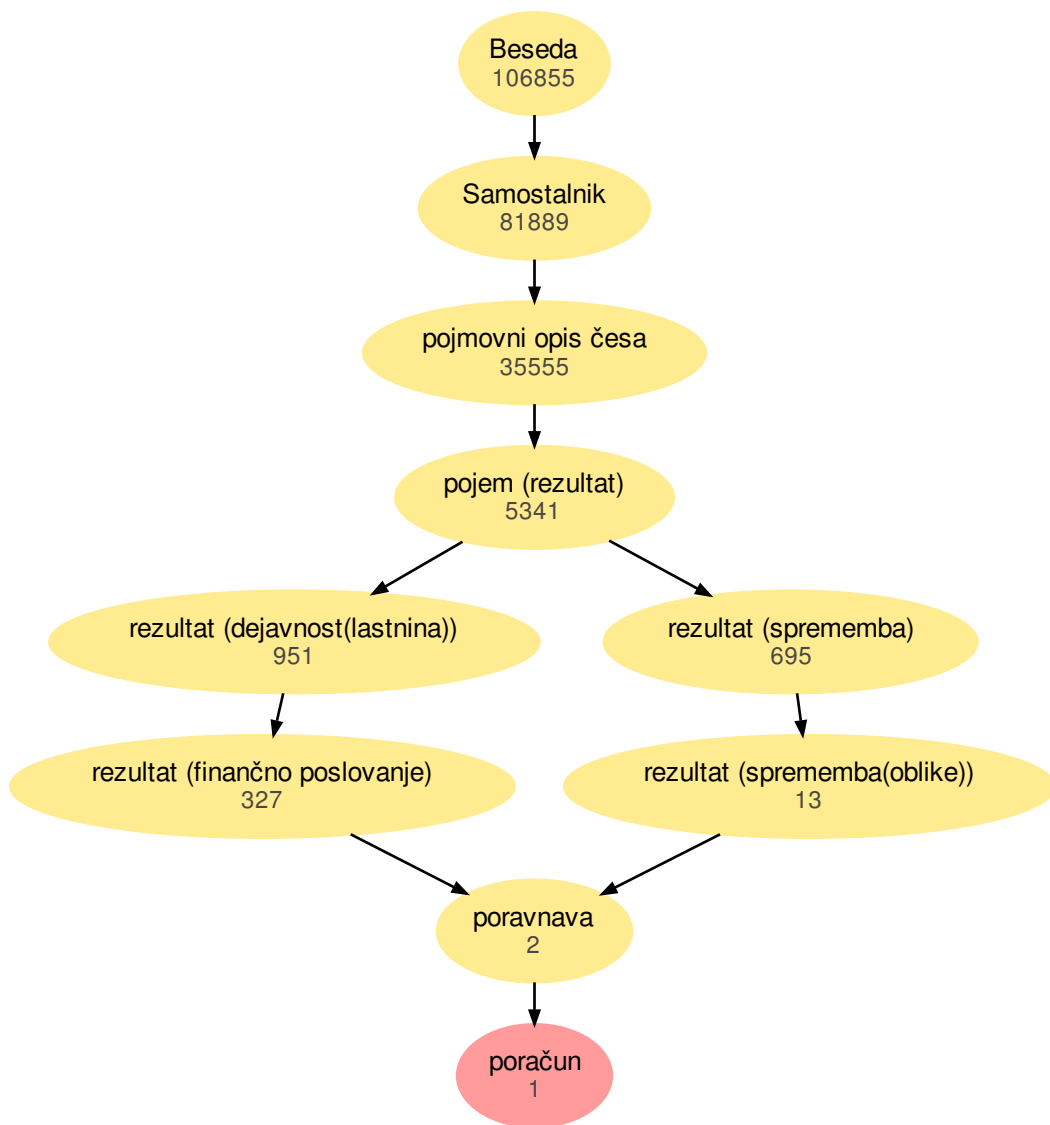 Beseda
106855
Samostalnik
81889
pojmovni opis česa
35555
pojem (rezultat)
5341
rezultat (dejavnost(lastnina))
951
rezultat (sprememba)
695
rezultat (finančno poslovanje)
327
rezultat (sprememba(oblike))
13
poravnava
2
poračun
1